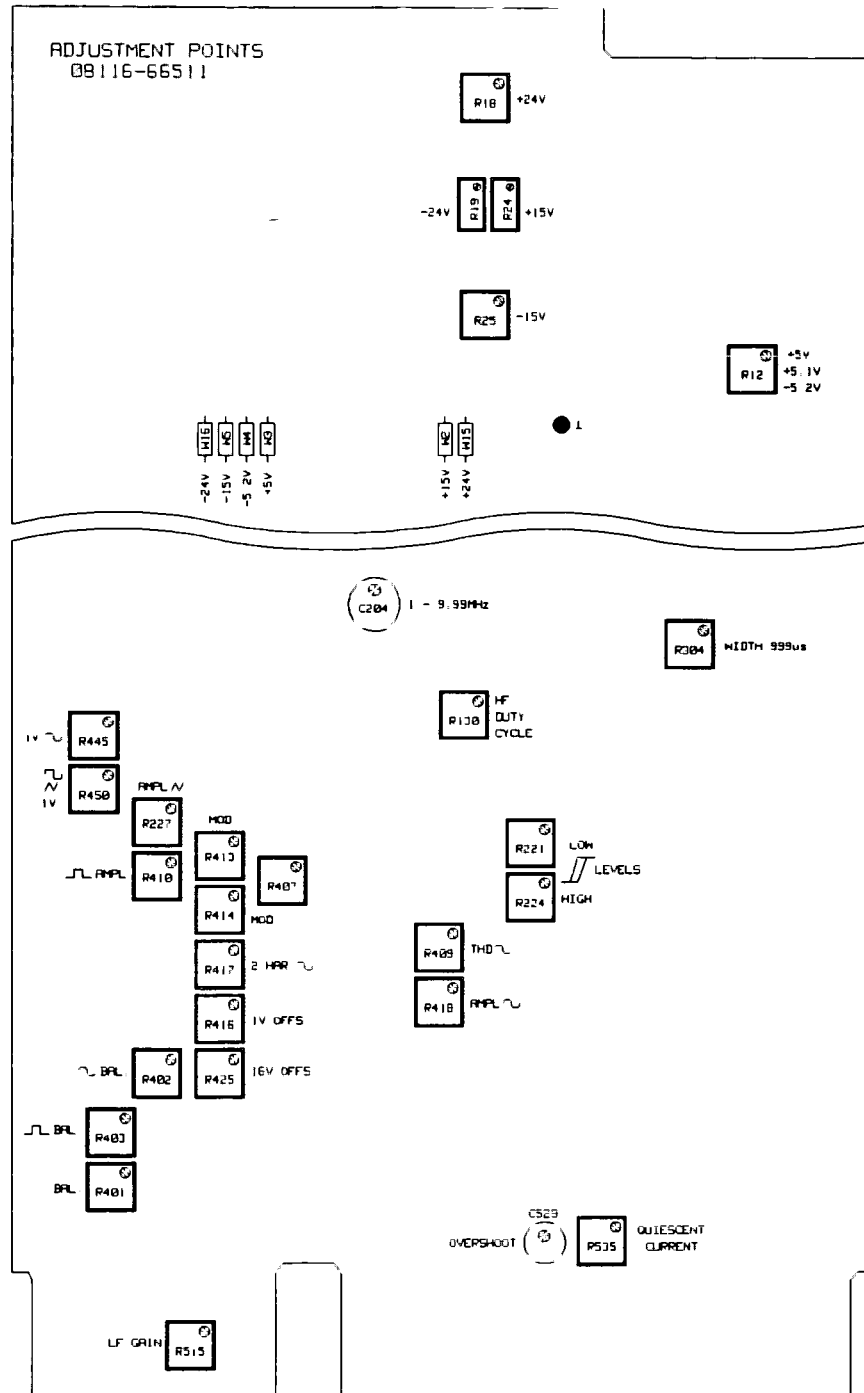 ADJUSTMENT POINTS
08116-66511
R18 +24V
-24V R19 R24 +15V
R25 -15V
R12
+5V
+5.1V
-5 2V
W16 W5 W4 W3
-24V -15V -5 2V +5V
W2 W15
+15V +24V
1
C204 1 - 9.99MHz
R304 WIDTH 999us
R130
HF
DUTY
CYCLE
1V R445
1V R450
AMPL
R227
MOD
R413
AMPL R410
R407
R414 MOD
R417 2 HAR
R416 1V OFFS
BAL R402
R425 16V OFFS
R221 LOW
LEVELS
R224 HIGH
R409 THD
R418 AMPL
BAL R403
BAL R401
C529
OVERSHOOT
R535
QUIESCENT
CURRENT
LF GAIN R515